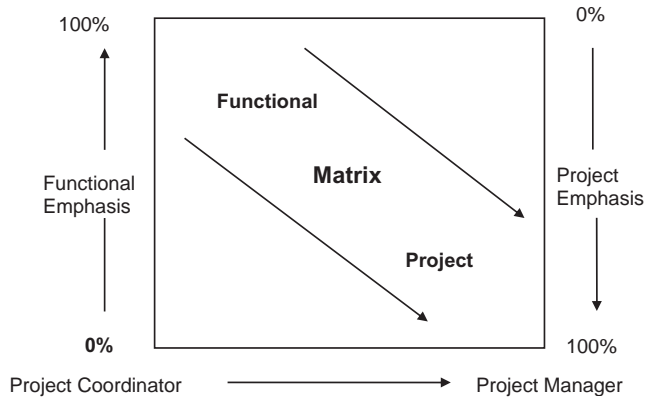 100%
0%
Functional
Matrix
Functional
Emphasis
Project
Emphasis
Project
0%
100%
Project Coordinator
Project Manager